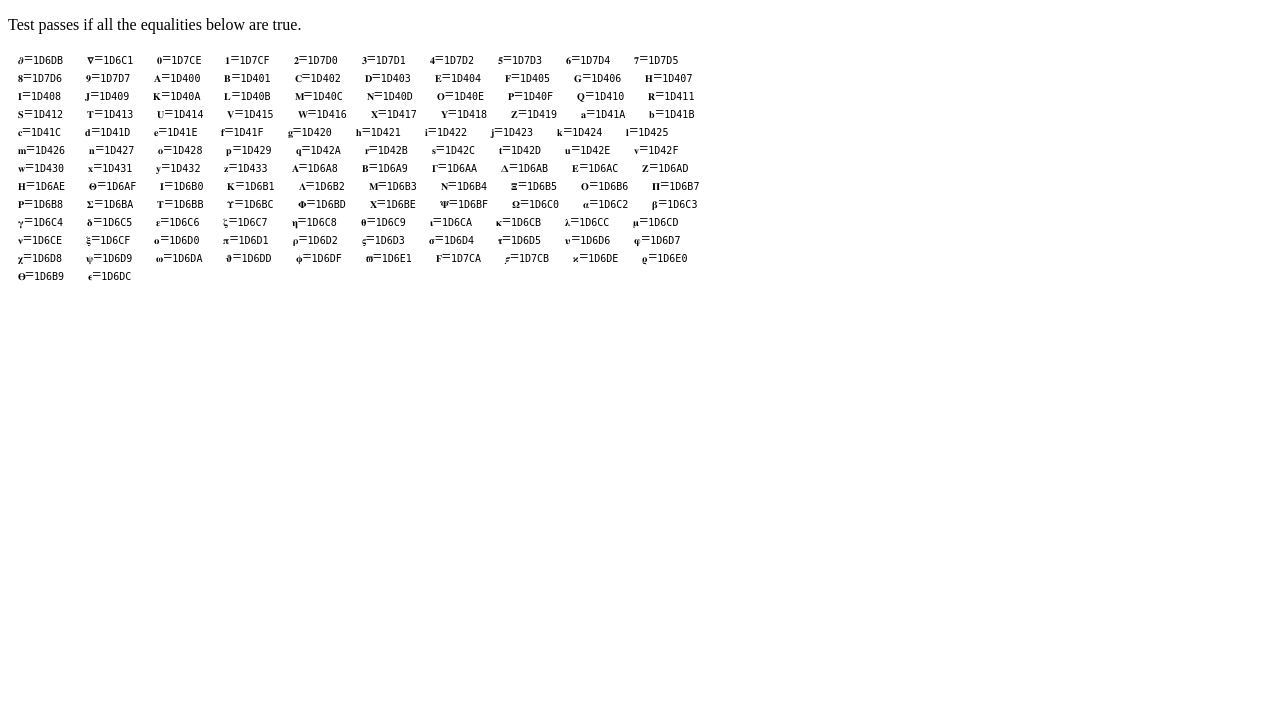 Test passes if all the equalities below are true.
𝛛=1D6DB 𝛁=1D6C1 𝟎=1D7CE 𝟏=1D7CF 𝟐=1D7D0 𝟑=1D7D1 𝟒=1D7D2 𝟓=1D7D3 𝟔=1D7D4 𝟕=1D7D5
𝟖=1D7D6 𝟗=1D7D7 𝐀=1D400 𝐁=1D401 𝐂=1D402 𝐃=1D403 𝐄=1D404 𝐅=1D405 𝐆=1D406 𝐇=1D407
𝐈=1D408 𝐉=1D409 𝐊=1D40A 𝐋=1D40B 𝐌=1D40C 𝐍=1D40D 𝐎=1D40E 𝐏=1D40F 𝐐=1D410 𝐑=1D411
𝐒=1D412 𝐓=1D413 𝐔=1D414 𝐕=1D415 𝐖=1D416 𝐗=1D417 𝐘=1D418 𝐙=1D419 𝐚=1D41A 𝐛=1D41B
𝐜=1D41C 𝐝=1D41D 𝐞=1D41E 𝐟=1D41F 𝐠=1D420 𝐡=1D421 𝐢=1D422 𝐣=1D423 𝐤=1D424 𝐥=1D425
𝐦=1D426 𝐧=1D427 𝐨=1D428 𝐩=1D429 𝐪=1D42A 𝐫=1D42B 𝐬=1D42C 𝐭=1D42D 𝐮=1D42E 𝐯=1D42F
𝐰=1D430 𝐱=1D431 𝐲=1D432 𝐳=1D433 𝚨=1D6A8 𝚩=1D6A9 𝚪=1D6AA 𝚫=1D6AB 𝚬=1D6AC 𝚭=1D6AD
𝚮=1D6AE 𝚯=1D6AF 𝚰=1D6B0 𝚱=1D6B1 𝚲=1D6B2 𝚳=1D6B3 𝚴=1D6B4 𝚵=1D6B5 𝚶=1D6B6 𝚷=1D6B7
𝚸=1D6B8 𝚺=1D6BA 𝚻=1D6BB 𝚼=1D6BC 𝚽=1D6BD 𝚾=1D6BE 𝚿=1D6BF 𝛀=1D6C0 𝛂=1D6C2 𝛃=1D6C3
𝛄=1D6C4 𝛅=1D6C5 𝛆=1D6C6 𝛇=1D6C7 𝛈=1D6C8 𝛉=1D6C9 𝛊=1D6CA 𝛋=1D6CB 𝛌=1D6CC 𝛍=1D6CD
𝛎=1D6CE 𝛏=1D6CF 𝛐=1D6D0 𝛑=1D6D1 𝛒=1D6D2 𝛓=1D6D3 𝛔=1D6D4 𝛕=1D6D5 𝛖=1D6D6 𝛗=1D6D7
𝛘=1D6D8 𝛙=1D6D9 𝛚=1D6DA 𝛝=1D6DD 𝛟=1D6DF 𝛡=1D6E1 𝟊=1D7CA 𝟋=1D7CB 𝛞=1D6DE 𝛠=1D6E0
𝚹=1D6B9 𝛜=1D6DC